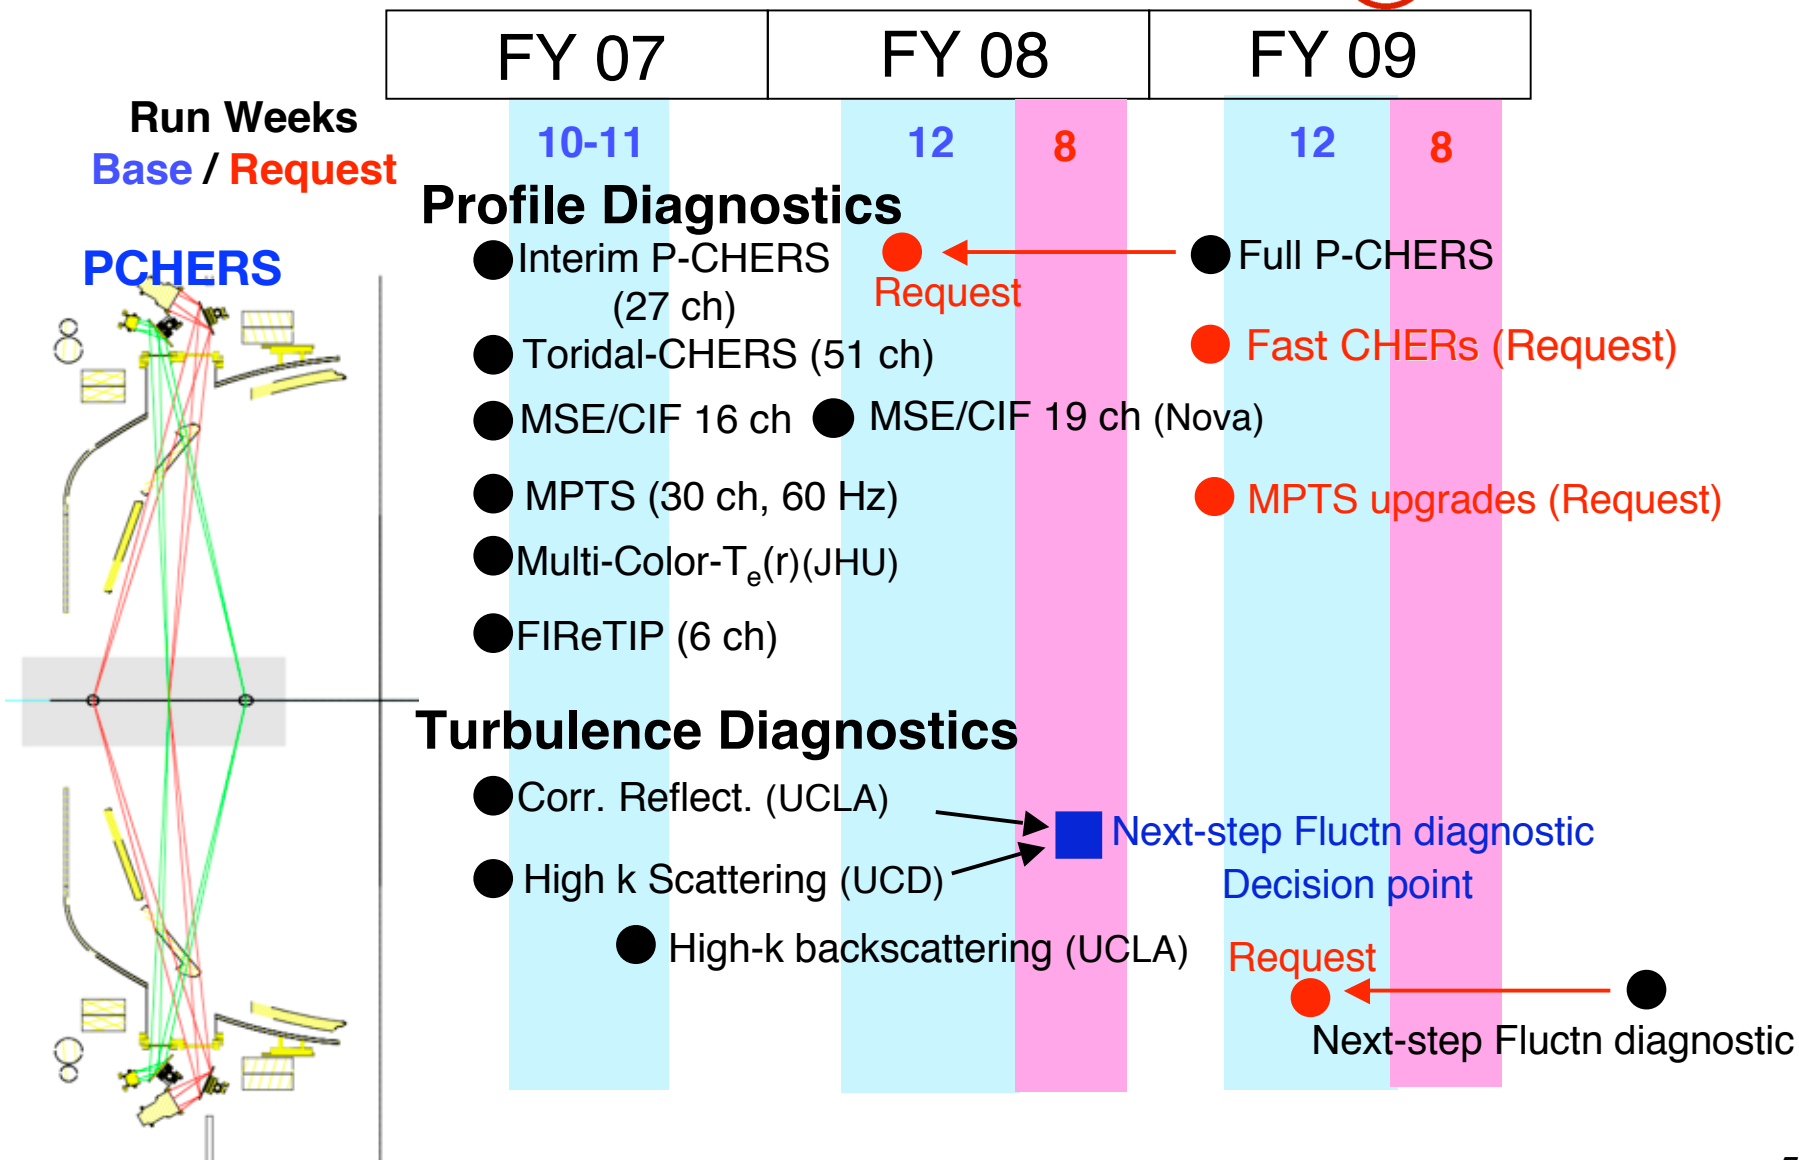 FY 07 FY 08 FY 09
Run Weeks
Base / Request
10-11 12 8 12 8
Profile Diagnostics
PCHERS
Interim P-CHERS
(27 ch)
Request
Full P-CHERS
Toridal-CHERS (51 ch)
Fast CHERs (Request)
MSE/CIF 16 ch
MSE/CIF 19 ch (Nova)
MPTS (30 ch, 60 Hz)
MPTS upgrades (Request)
Multi-Color-Te(r)(JHU)
FIReTIP (6 ch)
Turbulence Diagnostics
Corr. Reflect. (UCLA)
Next-step Fluctn diagnostic
Decision point
High k Scattering (UCD)
High-k backscattering (UCLA)
Request
Next-step Fluctn diagnostic